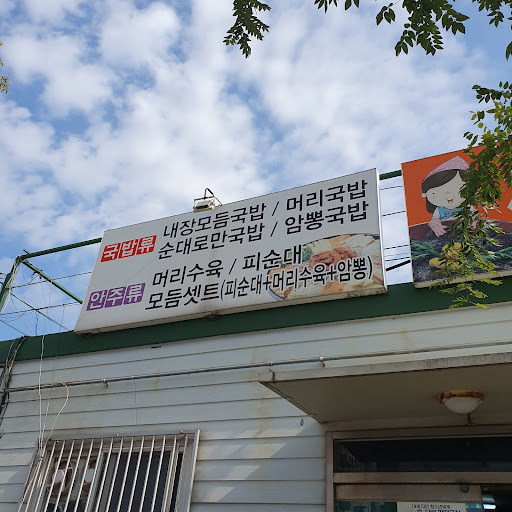 국밥류
내장모듬국밥 / 머리국밥
순대로만국밥 / 암뽕국밥
안주류
머리수육 / 피순대
모듬셋트(피순대+머리수육+암뽕)